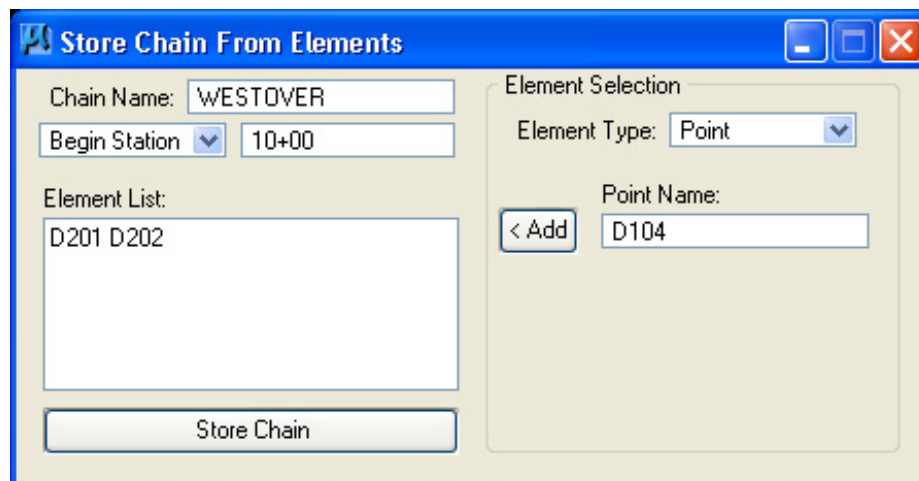 Store Chain From Elements
Chain Name: WESTOVER
Begin Station 10+00
Element List:
D201 D202
Store Chain
Element Selection
Element Type: Point
Point Name:
< Add D104